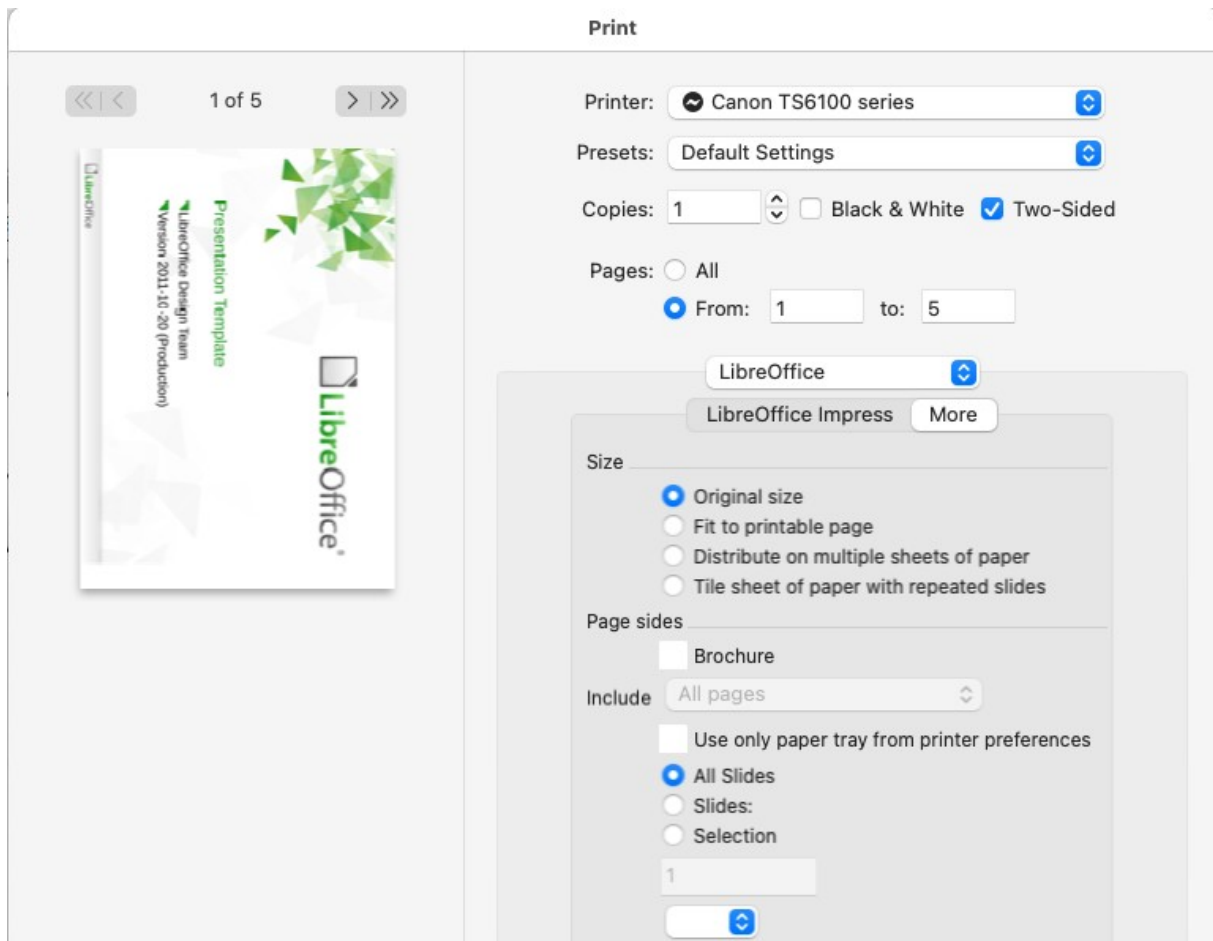 Print
1 of 5
LibreOffice
Presentation Template
LibreOffice Design Team
Version 2011-10-20 (Production)
LibreOffice
Printer: Canon TS6100 series
Presets: Default Settings
Copies: 1 Black & White Two-Sided
Pages: All
From: 1 to: 5
LibreOffice
LibreOffice Impress More
Size
Original size
Fit to printable page
Distribute on multiple sheets of paper
Tile sheet of paper with repeated slides
Page sides
Brochure
Include All pages
Use only paper tray from printer preferences
All Slides
Slides:
Selection
1